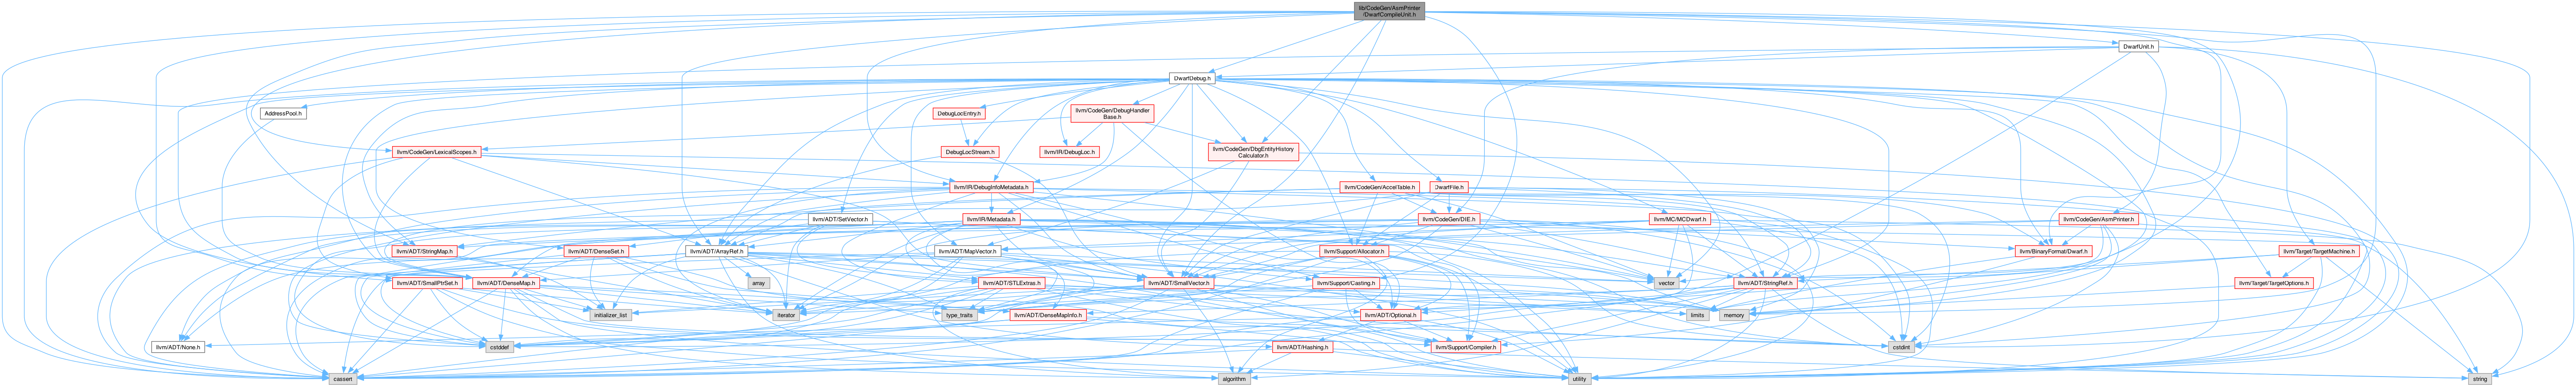 lib/CodeGen/AsmPrinter
/DwarfCompileUnit.h
DwarfUnit.h
DwarfDebug.h
AddressPool.h
DebugLocEntry.h
llvm/CodeGen/DebugHandler
Base.h
llvm/CodeGen/LexicalScopes.h
DebugLocStream.h
llvm/IR/DebugLoc.h
llvm/CodeGen/DbgEntityHistory
Calculator.h
llvm/IR/DebugInfoMetadata.h
llvm/CodeGen/AccelTable.h
DwarfFile.h
llvm/ADT/SetVector.h
llvm/IR/Metadata.h
llvm/CodeGen/DIE.h
llvm/MC/MCDwarf.h
llvm/CodeGen/AsmPrinter.h
llvm/ADT/StringMap.h
llvm/ADT/DenseSet.h
llvm/ADT/ArrayRef.h
llvm/ADT/MapVector.h
llvm/Support/Allocator.h
llvm/BinaryFormat/Dwarf.h
llvm/Target/TargetMachine.h
llvm/ADT/SmallPtrSet.h
llvm/ADT/DenseMap.h
array
llvm/ADT/STLExtras.h
llvm/ADT/SmallVector.h
llvm/Support/Casting.h
vector
llvm/ADT/StringRef.h
llvm/Target/TargetOptions.h
initializer_list
iterator
type_traits
llvm/ADT/DenseMapInfo.h
llvm/ADT/Optional.h
limits
memory
llvm/ADT/None.h
cstddef
llvm/ADT/Hashing.h
llvm/Support/Compiler.h
cstdint
cassert
algorithm
utility
string